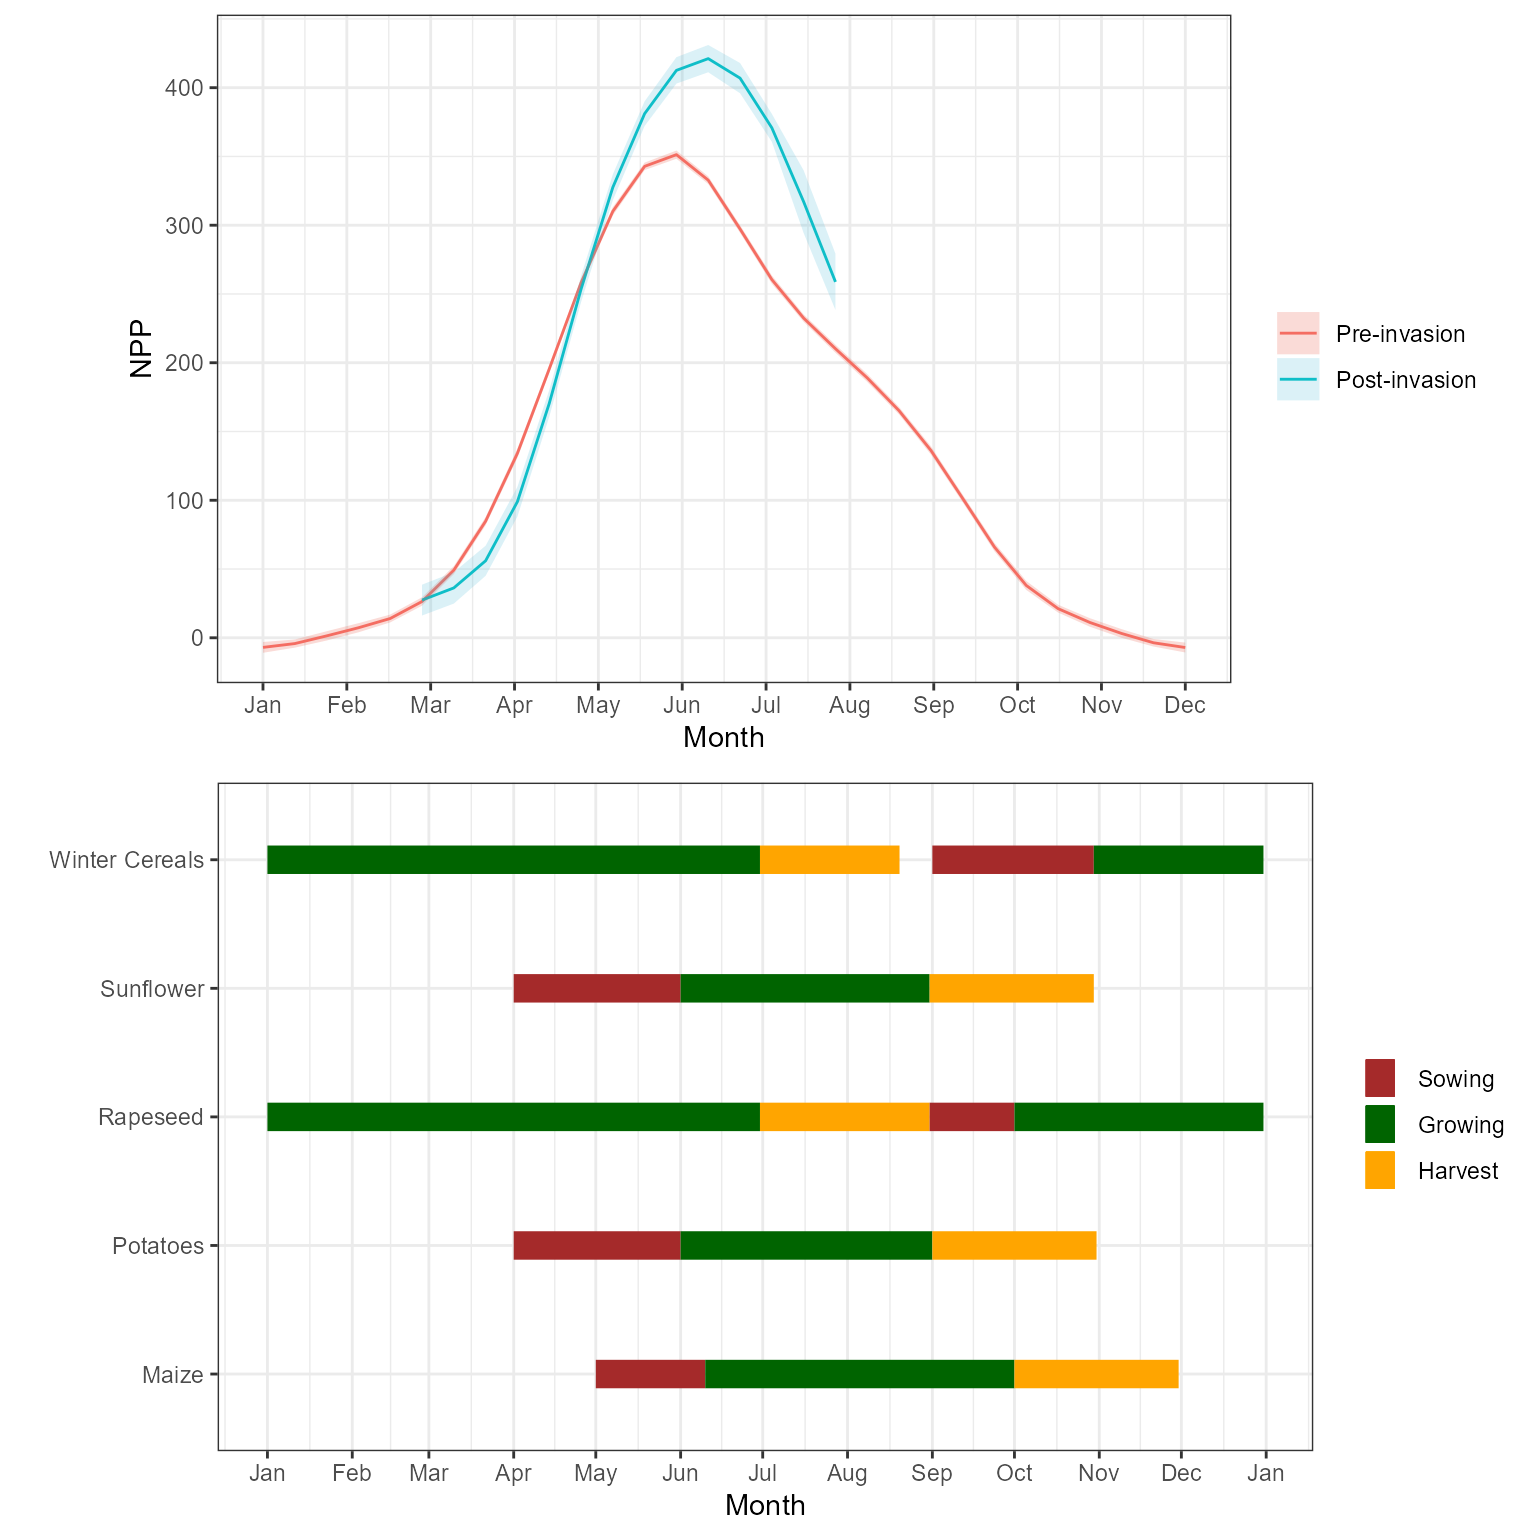 400
300
200
100
0
NPP
Jan Feb Mar Apr May Jun Jul Aug Sep Oct Nov Dec
Month
Pre-invasion
Post-invasion
Winter Cereals
Sunflower
Rapeseed
Potatoes
Maize
Jan Feb Mar Apr May Jun Jul Aug Sep Oct Nov Dec Jan
Month
Sowing
Growing
Harvest